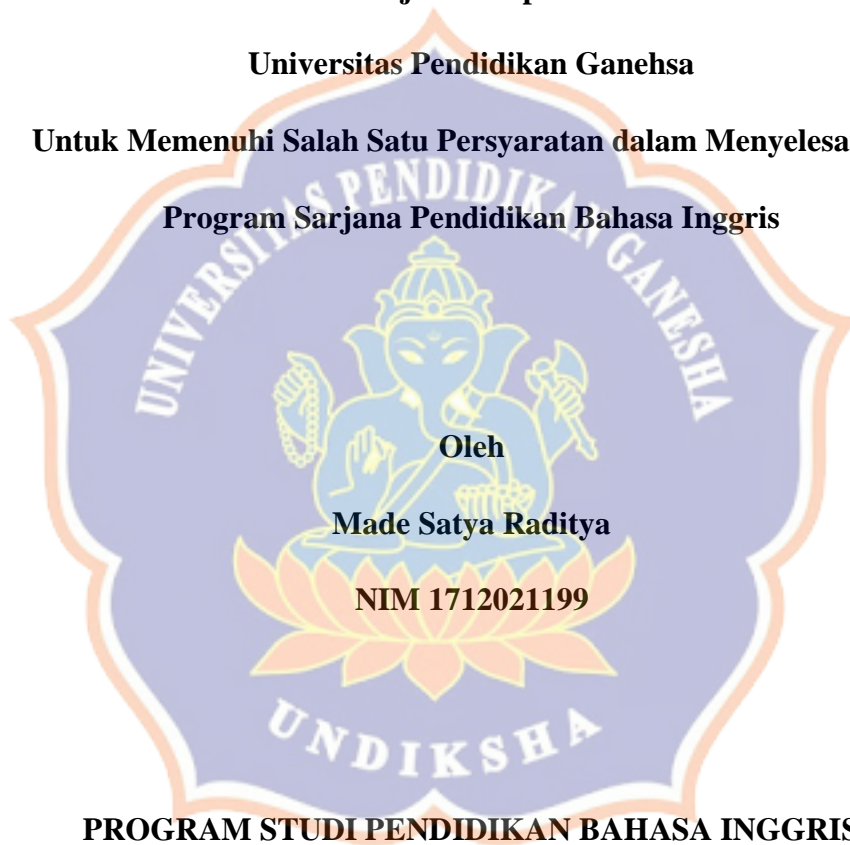 Universitas Pendidikan Ganehsa
Untuk Memenuhi Salah Satu Persyaratan dalam Menyelesa
UNIVERSITAS PENDIDIKAN GANESHA
Program Sarjana Pendidikan Bahasa Inggris
Oleh
Made Satya Raditya
NIM 1712021199
UNDIKSHA
PROGRAM STUDI PENDIDIKAN BAHASA INGGRIS